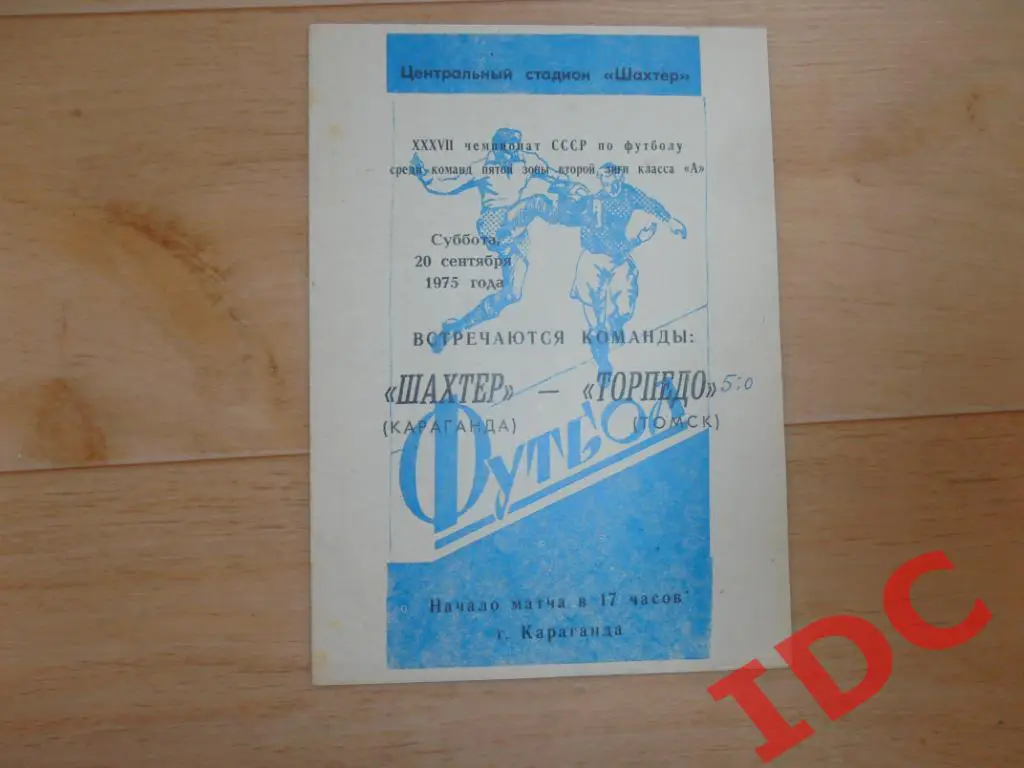 Центральный стадион «Шахтер»
XXXVII чемпионат СССР по футболу
среди команд пятой зоны второй лиги класса «А»
Суббота,
20 сентября
1975 года
ВСТРЕЧАЮТСЯ КОМАНДЫ:
«ШАХТЕР» — «ТОРПЕДО» 5:0
(КАРАГАНДА) (ТОМСК)
Футбол
Начало матча в 17 часов
г. Караганда
IDC